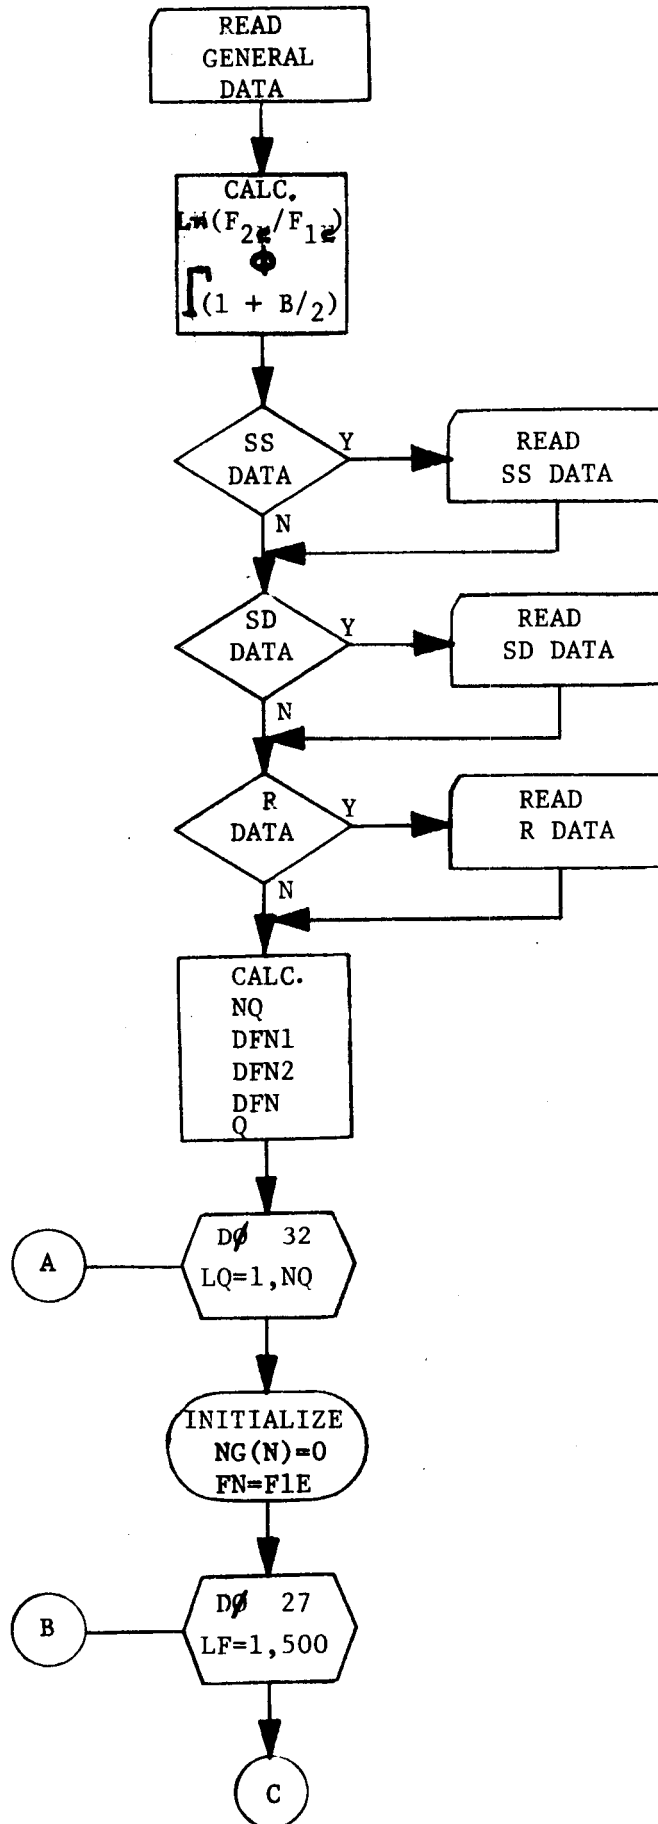 READ
GENERAL
DATA
CALC.
LN(F2E/F1E)
Φ
Γ(1 + B/2)
SS
DATA
Y
READ
SS DATA
N
SD
DATA
Y
READ
SD DATA
N
R
DATA
Y
READ
R DATA
N
CALC.
NQ
DFN1
DFN2
DFN
Q
DØ 32
LQ=1,NQ
A
INITIALIZE
NG(N)=0
FN=F1E
DØ 27
LF=1,500
B
C